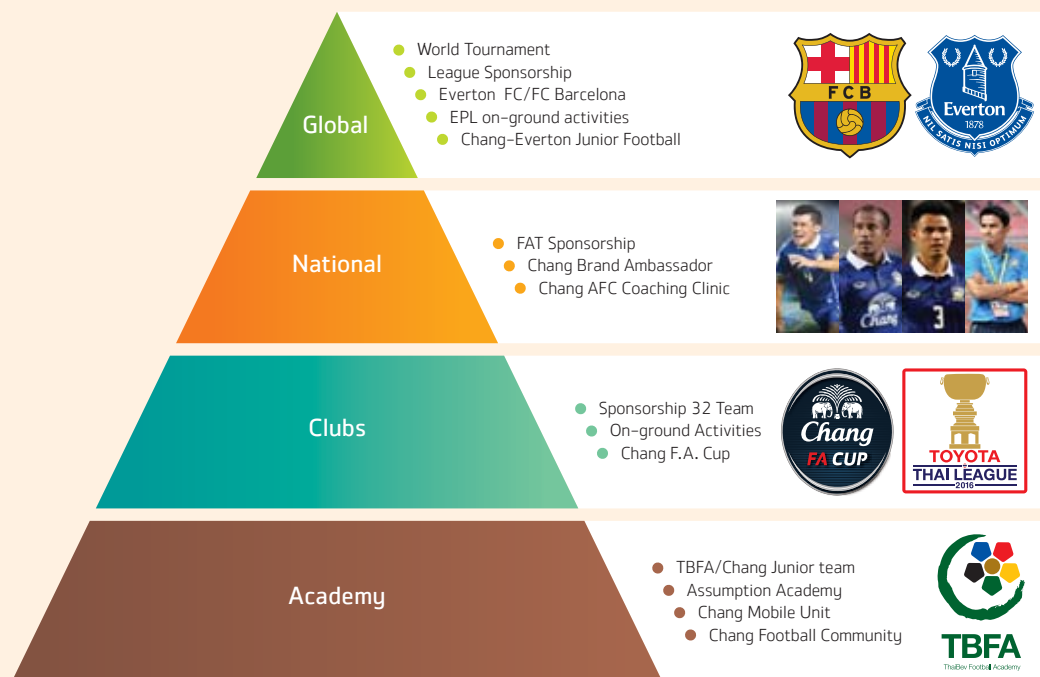 Global
World Tournament
League Sponsorship
Everton FC/FC Barcelona
EPL on-ground activities
Chang-Everton Junior Football
FCB
Everton
1878
NIL SATIS NISI OPTIMUM
National
FAT Sponsorship
Chang Brand Ambassador
Chang AFC Coaching Clinic
Chang
3
Clubs
Sponsorship 32 Team
On-ground Activities
Chang F.A. Cup
Chang
FA CUP
TOYOTA
THAI LEAGUE
2016
Academy
TBFA/Chang Junior team
Assumption Academy
Chang Mobile Unit
Chang Football Community
TBFA
ThaiBev Football Academy